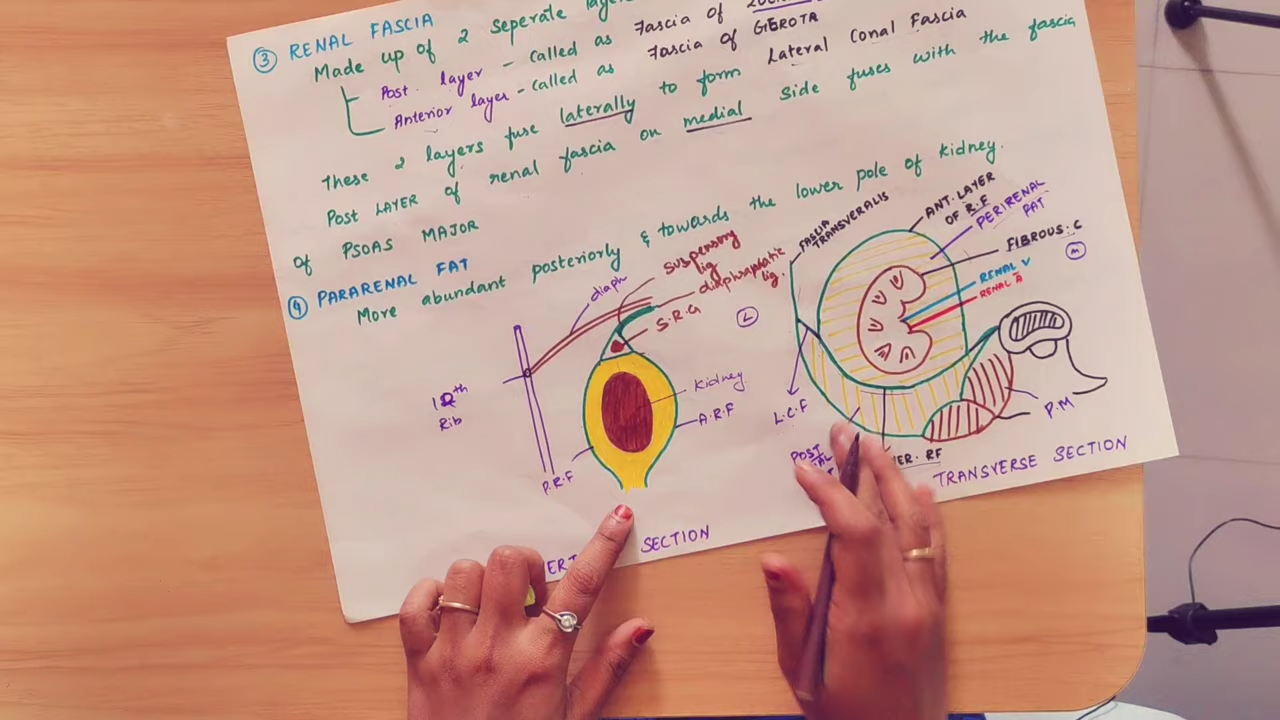 ③ RENAL FASCIA
Made up of 2 seperate
Post. layer - called as Fascia of
Anterior layer - called as Fascia of GEROTA
These 2 layers fuse laterally to form Lateral Conal Fascia
Post LAYER of renal fascia on medial side fuses with the fascia
of PSOAS MAJOR
④ PARARENAL FAT
More abundant posteriorly & towards the lower pole of kidney.
diaph
suspensory
lig
diaphragmatic
lig.
S.R.G
L
12th
Rib
Kidney
A.R.F
P.R.F
SECTION
FASCIA
TRANSVERALIS
ANT. LAYER
OF R.F
PERIRENAL
FAT
FIBROUS. C
M
RENAL V
RENAL A
L.C.F
P.M
POST
RF
TRANSVERSE SECTION